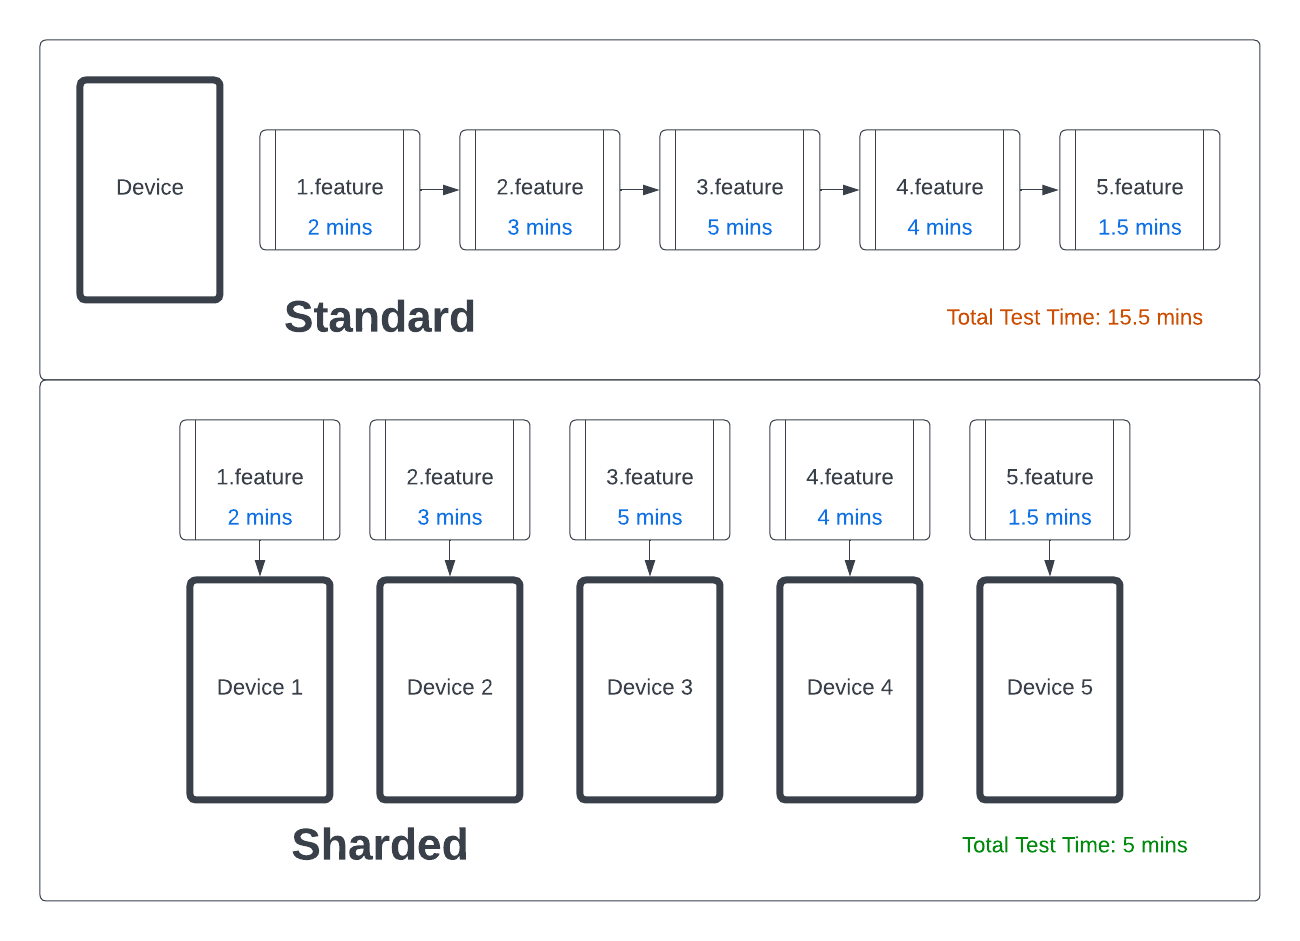 Device
1.feature
2 mins
2.feature
3 mins
3.feature
5 mins
4.feature
4 mins
5.feature
1.5 mins
Standard
Total Test Time: 15.5 mins
1.feature
2 mins
2.feature
3 mins
3.feature
5 mins
4.feature
4 mins
5.feature
1.5 mins
Device 1
Device 2
Device 3
Device 4
Device 5
Sharded
Total Test Time: 5 mins